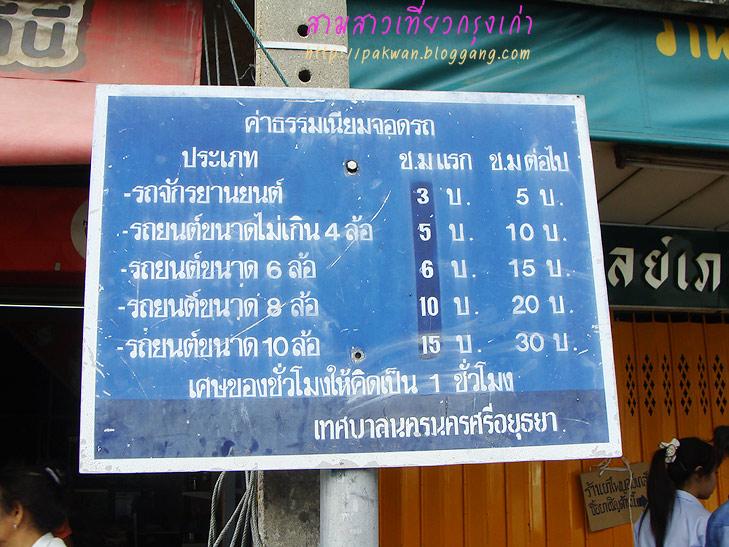 สามสาวเที่ยวกรุงเก่า
http://pakwan.bloggang.com
ค่าธรรมเนียมจอดรถ
ประเภท ช.ม แรก ช.ม ต่อไป
-รถจักรยานยนต์ 3 บ. 5 บ.
-รถยนต์ขนาดไม่เกิน 4 ล้อ 5 บ. 10 บ.
-รถยนต์ขนาด 6 ล้อ 6 บ. 15 บ.
-รถยนต์ขนาด 8 ล้อ 10 บ. 20 บ.
-รถยนต์ขนาด 10 ล้อ 15 บ. 30 บ.
เศษของชั่วโมงให้คิดเป็น 1 ชั่วโมง
เทศบาลนครนครศรีอยุธยา